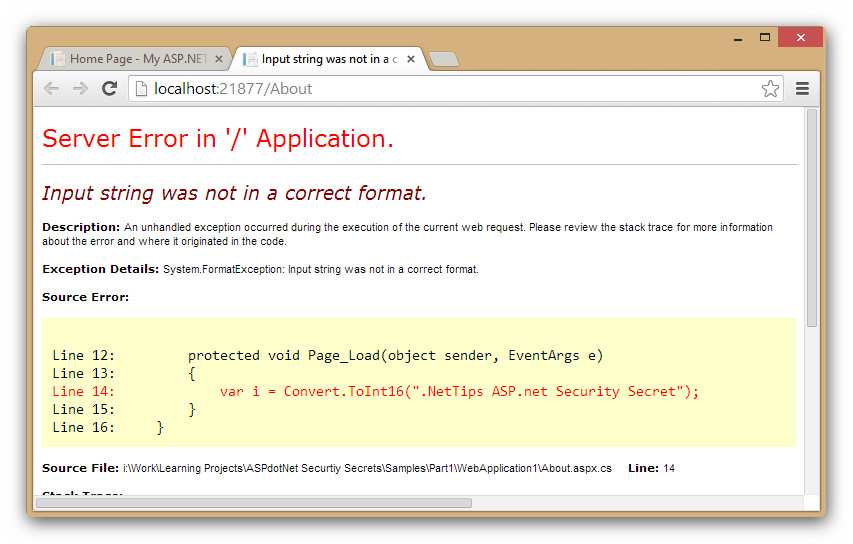 Home Page - My ASP.NET
Input string was not in a c
localhost:21877/About
Server Error in '/' Application.
Input string was not in a correct format.
Description: An unhandled exception occurred during the execution of the current web request. Please review the stack trace for more information
about the error and where it originated in the code.
Exception Details: System.FormatException: Input string was not in a correct format.
Source Error:
Line 12:         protected void Page_Load(object sender, EventArgs e)
Line 13:         {
Line 14:             var i = Convert.ToInt16(".NetTips ASP.net Security Secret");
Line 15:         }
Line 16:     }
Source File: i:\Work\Learning Projects\ASPdotNet Securtiy Secrets\Samples\Part1\WebApplication1\About.aspx.cs    Line: 14
Stack Trace: